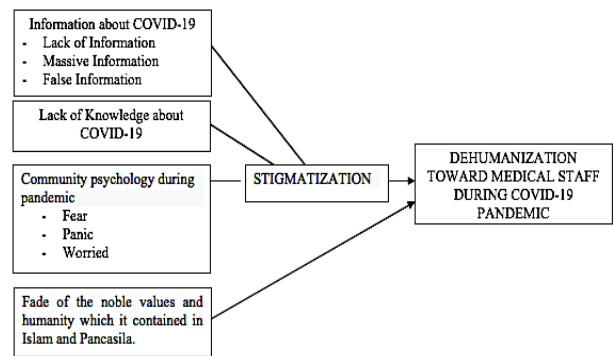 Information about COVID-19
- Lack of Information
- Massive Information
- False Information
Lack of Knowledge about
COVID-19
Community psychology during
pandemic
- Fear
- Panic
- Worried
Fade of the noble values and
humanity which it contained in
Islam and Pancasila.
STIGMATIZATION
DEHUMANIZATION
TOWARD MEDICAL STAFF
DURING COVID-19
PANDEMIC